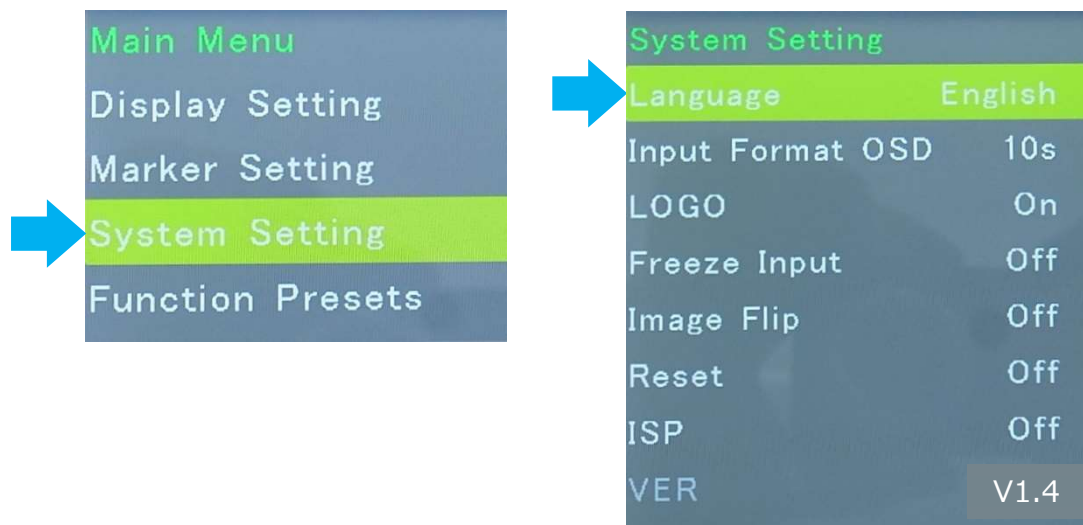 Main Menu
Display Setting
Marker Setting
System Setting
Function Presets
System Setting
Language English
Input Format OSD 10s
LOGO On
Freeze Input Off
Image Flip Off
Reset Off
ISP Off
VER V1.4